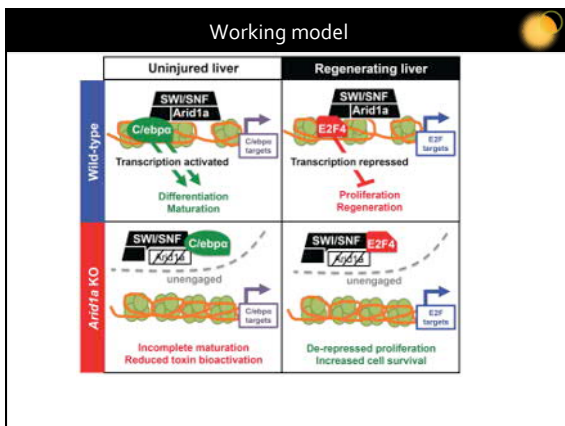 Working model
Uninjured liver
Regenerating liver
Wild-type
SWI/SNF
Arid1a
C/ebpα
C/ebpα
targets
Transcription activated
Differentiation
Maturation
SWI/SNF
Arid1a
E2F4
E2F
targets
Transcription repressed
Proliferation
Regeneration
Arid1a KO
SWI/SNF
C/ebpα
Arid1a
unengaged
C/ebpα
targets
Incomplete maturation
Reduced toxin bioactivation
SWI/SNF
E2F4
Arid1a
unengaged
E2F
targets
De-repressed proliferation
Increased cell survival